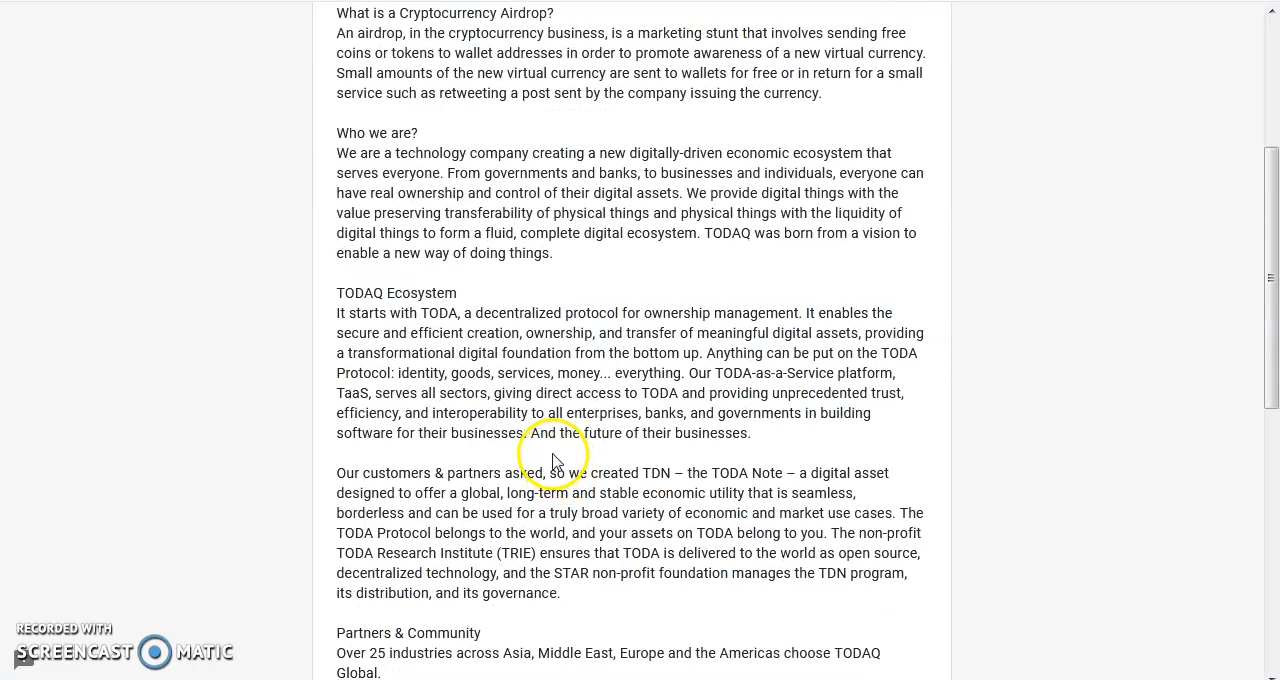 What is a Cryptocurrency Airdrop?
An airdrop, in the cryptocurrency business, is a marketing stunt that involves sending free
coins or tokens to wallet addresses in order to promote awareness of a new virtual currency.
Small amounts of the new virtual currency are sent to wallets for free or in return for a small
service such as retweeting a post sent by the company issuing the currency.
Who we are?
We are a technology company creating a new digitally-driven economic ecosystem that
serves everyone. From governments and banks, to businesses and individuals, everyone can
have real ownership and control of their digital assets. We provide digital things with the
value preserving transferability of physical things and physical things with the liquidity of
digital things to form a fluid, complete digital ecosystem. TODAQ was born from a vision to
enable a new way of doing things.
TODAQ Ecosystem
It starts with TODA, a decentralized protocol for ownership management. It enables the
secure and efficient creation, ownership, and transfer of meaningful digital assets, providing
a transformational digital foundation from the bottom up. Anything can be put on the TODA
Protocol: identity, goods, services, money... everything. Our TODA-as-a-Service platform,
TaaS, serves all sectors, giving direct access to TODA and providing unprecedented trust,
efficiency, and interoperability to all enterprises, banks, and governments in building
software for their businesses. And the future of their businesses.
Our customers & partners asked, so we created TDN – the TODA Note – a digital asset
designed to offer a global, long-term and stable economic utility that is seamless,
borderless and can be used for a truly broad variety of economic and market use cases. The
TODA Protocol belongs to the world, and your assets on TODA belong to you. The non-profit
TODA Research Institute (TRIE) ensures that TODA is delivered to the world as open source,
decentralized technology, and the STAR non-profit foundation manages the TDN program,
its distribution, and its governance.
Partners & Community
Over 25 industries across Asia, Middle East, Europe and the Americas choose TODAQ
Global.
RECORDED WITH
SCREENCAST MATIC